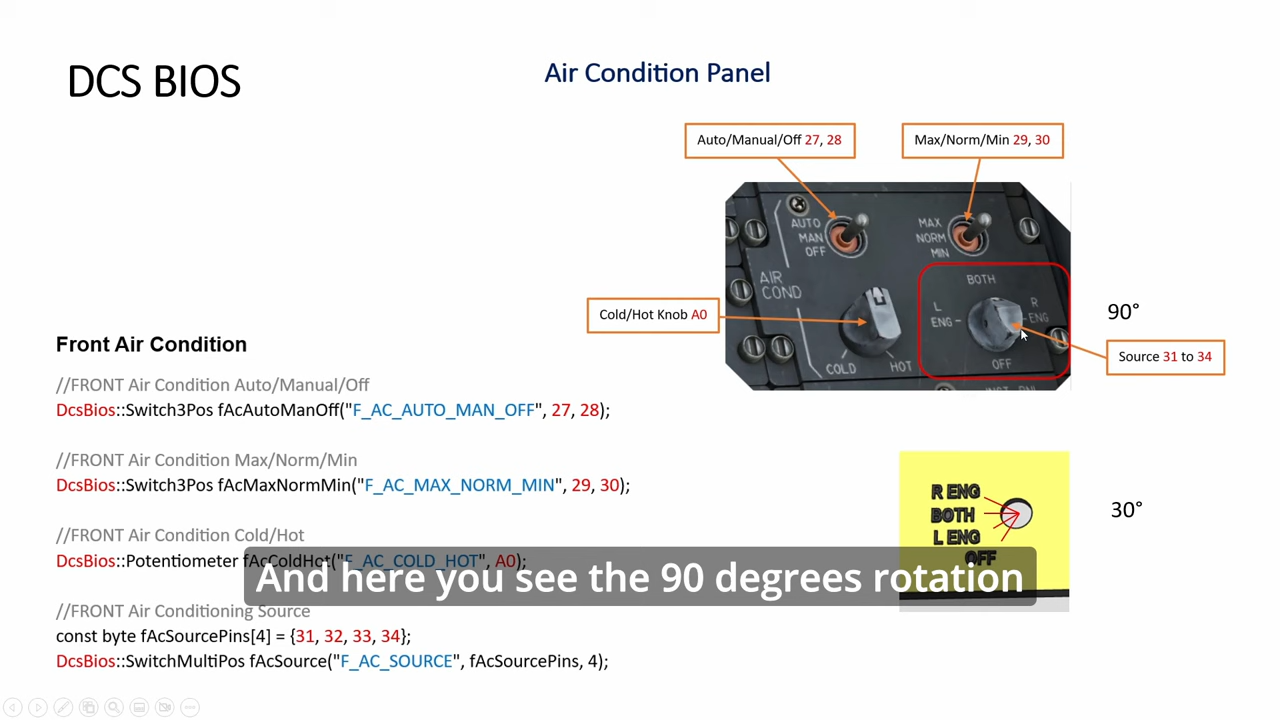 DCS BIOS
Air Condition Panel
Auto/Manual/Off 27, 28
Max/Norm/Min 29, 30
AUTO
MAN
OFF
MAX
NORM
MIN
AIR
COND
BOTH
L
ENG
R
ENG
OFF
COLD
HOT
Cold/Hot Knob A0
90°
Source 31 to 34
Front Air Condition
//FRONT Air Condition Auto/Manual/Off
DcsBios::Switch3Pos fAcAutoManOff("F_AC_AUTO_MAN_OFF", 27, 28);
//FRONT Air Condition Max/Norm/Min
DcsBios::Switch3Pos fAcMaxNormMin("F_AC_MAX_NORM_MIN", 29, 30);
//FRONT Air Condition Cold/Hot
DcsBios::Potentiometer fAcColdHot("F_AC_COLD_HOT", A0);
//FRONT Air Conditioning Source
const byte fAcSourcePins[4] = {31, 32, 33, 34};
DcsBios::SwitchMultiPos fAcSource("F_AC_SOURCE", fAcSourcePins, 4);
R ENG
BOTH
L ENG
OFF
30°
And here you see the 90 degrees rotation